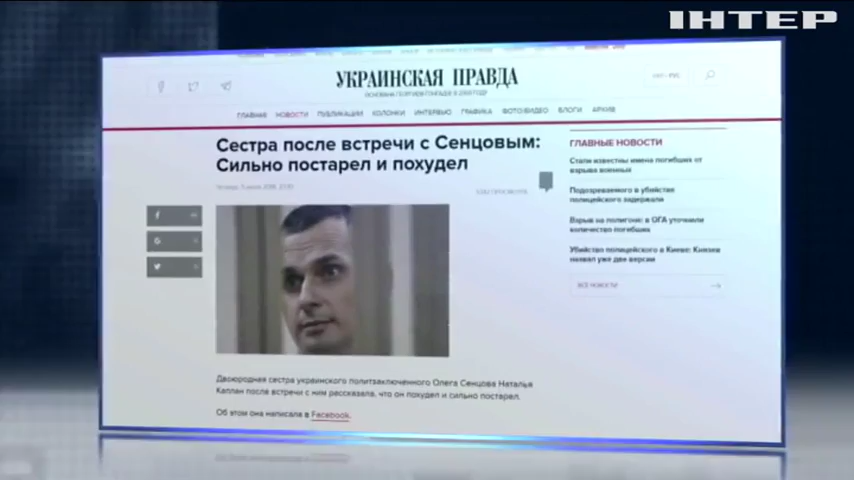 ІНТЕР
УКРАИНСКАЯ ПРАВДА
ГЛАВНАЯ НОВОСТИ ПУБЛИКАЦИИ КОЛОНКИ ИНТЕРВЬЮ ГРАФИКА ФОТО/ВИДЕО БЛОГИ АРХИВ
Сестра после встречи с Сенцовым:
Сильно постарел и похудел
ГЛАВНЫЕ НОВОСТИ
Стали известны имена погибших от
взрыва военных
Подозреваемого в убийстве
полицейского задержали
Взрыв на полигоне: в ОГА уточнили
количество погибших
Убийство полицейского в Киеве: Князев
назвал уже две версии
ВСЕ НОВОСТИ
Двоюродная сестра украинского политзаключенного Олега Сенцова Наталья
Каплан после встречи с ним рассказала, что он похудел и сильно постарел.
Об этом она написала в Facebook.